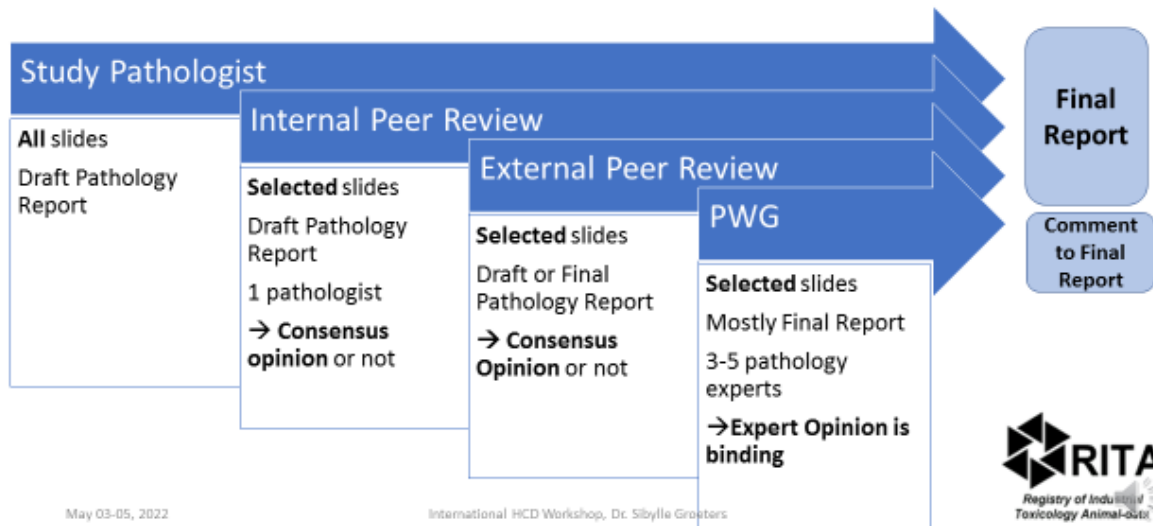 Study Pathologist
All slides
Draft Pathology
Report
Internal Peer Review
Selected slides
Draft Pathology
Report
1 pathologist
→ Consensus
opinion or not
External Peer Review
Selected slides
Draft or Final
Pathology Report
→ Consensus
Opinion or not
PWG
Selected slides
Mostly Final Report
3-5 pathology
experts
→Expert Opinion is
binding
Final
Report
Comment
to Final
Report
RITA
Registry of Industrial
Toxicology Animal-data
May 03-05, 2022
International HCD Workshop, Dr. Sibylle Groeters